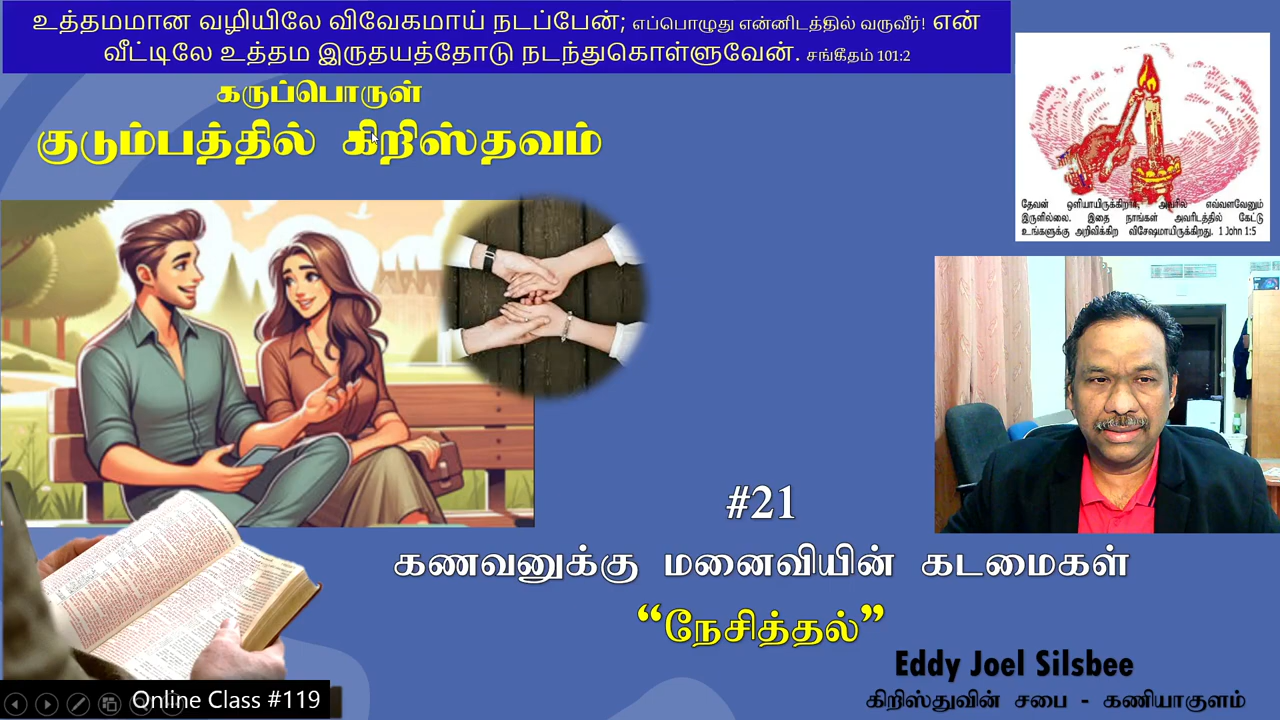 உத்தமமான வழியிலே விவேகமாய் நடப்பேன்; எப்பொழுது என்னிடத்தில் வருவீர்! என்
வீட்டிலே உத்தம இருதயத்தோடு நடந்துகொள்ளுவேன். சங்கீதம் 101:2
கருப்பொருள்
குடும்பத்தில் கிறிஸ்தவம்
தேவன் ஒளியாயிருக்கிறார், அவரில் எவ்வளவேனும்
இருளில்லை. இதை நாங்கள் அவரிடத்தில் கேட்டு
உங்களுக்கு அறிவிக்கிற விசேஷமாயிருக்கிறது. 1 John 1:5
#21
கணவனுக்கு மனைவியின் கடமைகள்
“நேசித்தல்”
Eddy Joel Silsbee
கிறிஸ்துவின் சபை - கணியாகுளம்
Online Class #119